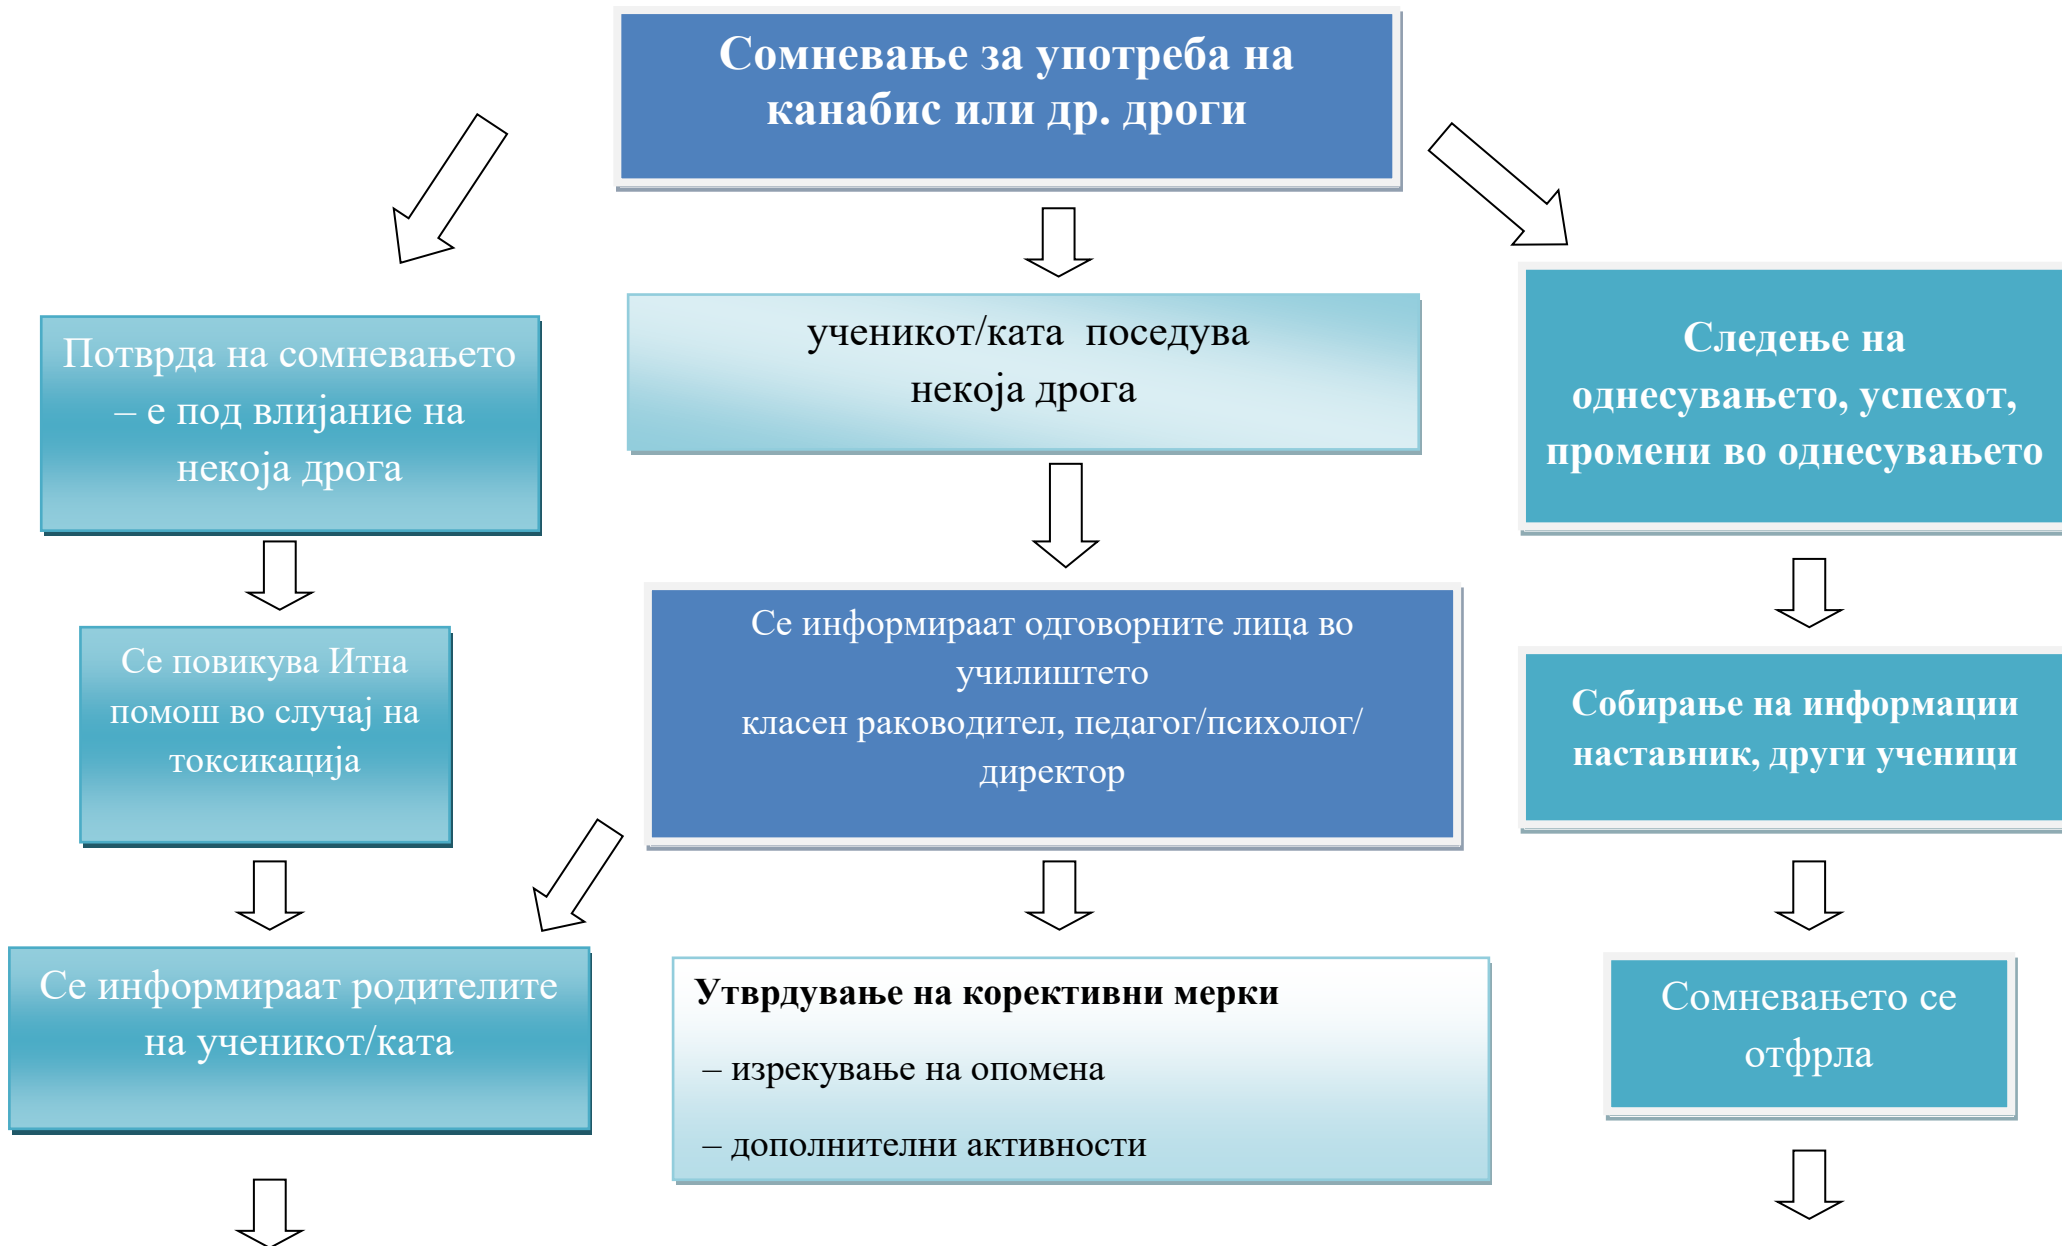 Сомневање за употреба на
канабис или др. дроги
Потврда на сомневањето
– е под влијание на
некоја дрога
ученикот/ката  поседува
некоја дрога
Следење на
однесувањето, успехот,
промени во однесувањето
Се повикува Итна
помош во случај на
токсикација
Се информираат одговорните лица во
училиштето
класен раководител, педагог/психолог/
директор
Собирање на информации
наставник, други ученици
Се информираат родителите
на ученикот/ката
Утврдување на корективни мерки
– изрекување на опомена
– дополнителни активности
Сомневањето се
отфрла